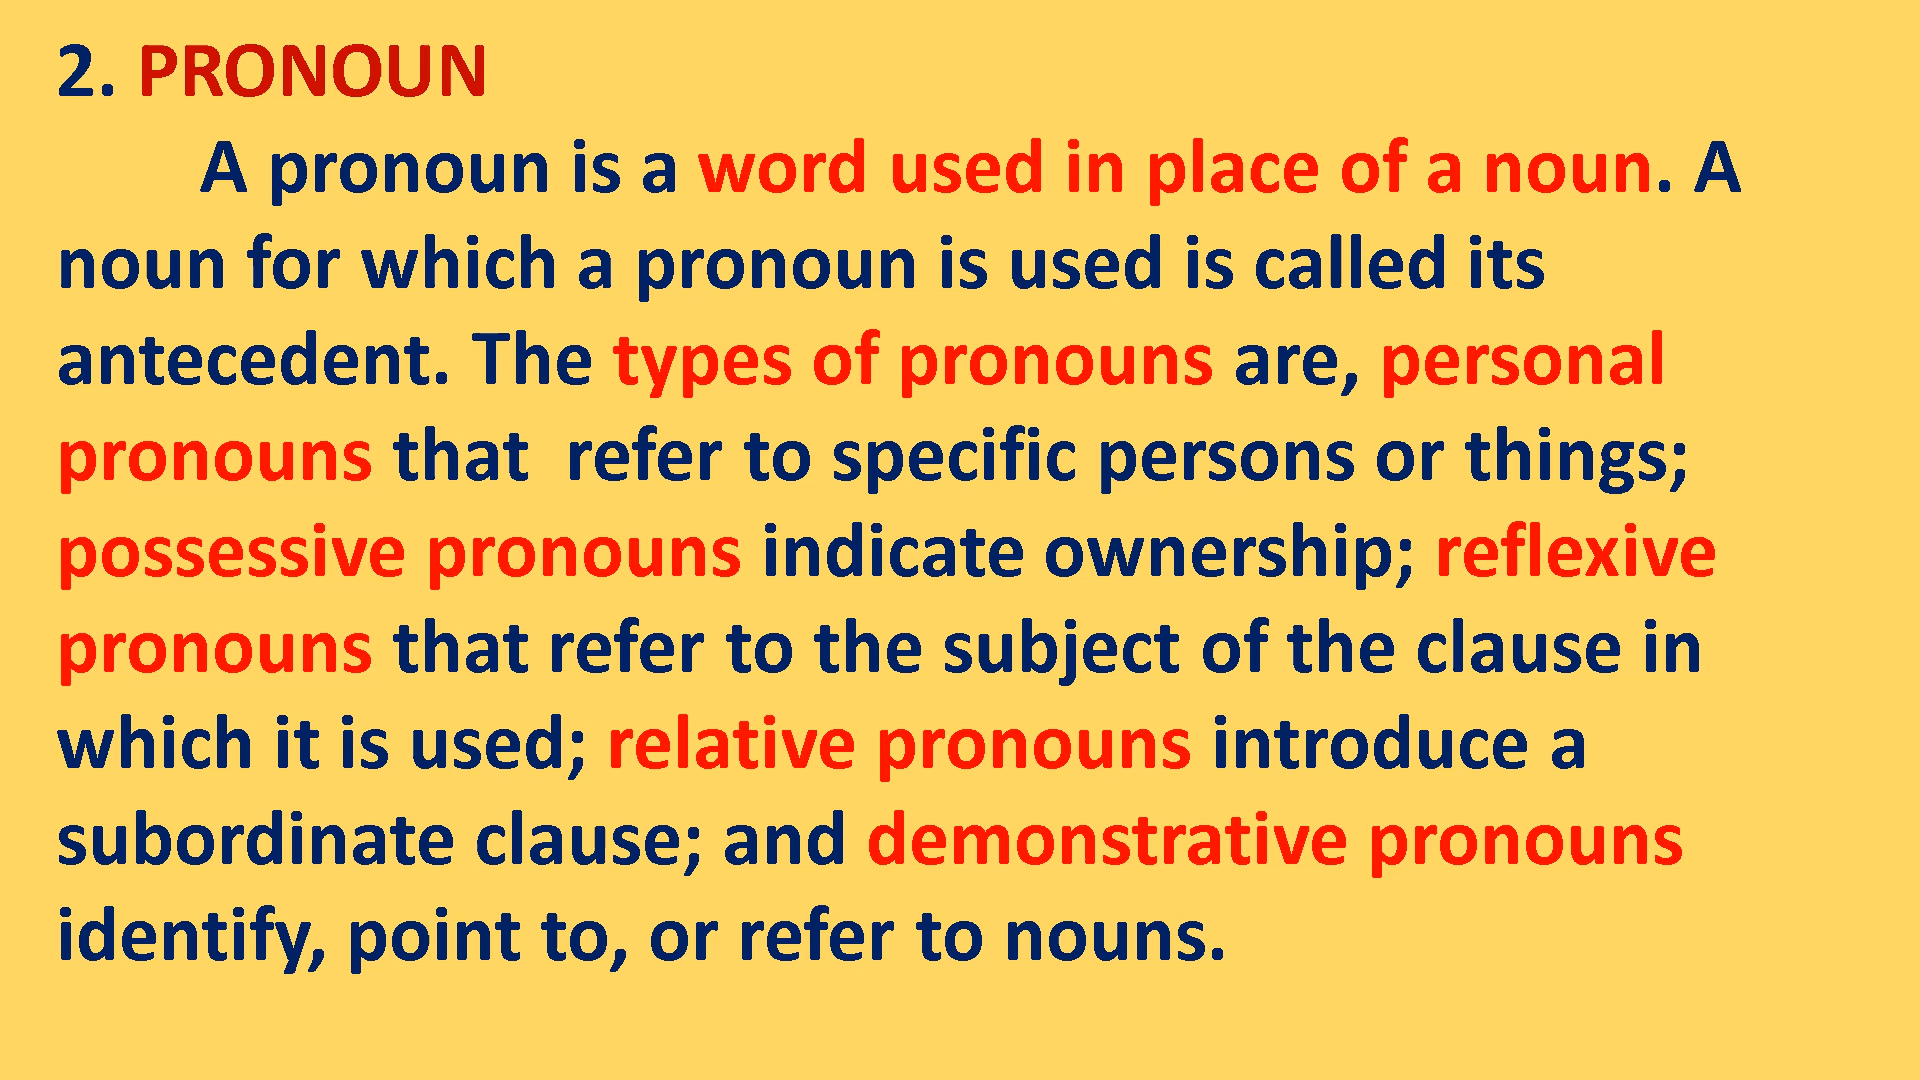 2. PRONOUN
A pronoun is a word used in place of a noun. A
noun for which a pronoun is used is called its
antecedent. The types of pronouns are, personal
pronouns that refer to specific persons or things;
possessive pronouns indicate ownership; reflexive
pronouns that refer to the subject of the clause in
which it is used; relative pronouns introduce a
subordinate clause; and demonstrative pronouns
identify, point to, or refer to nouns.